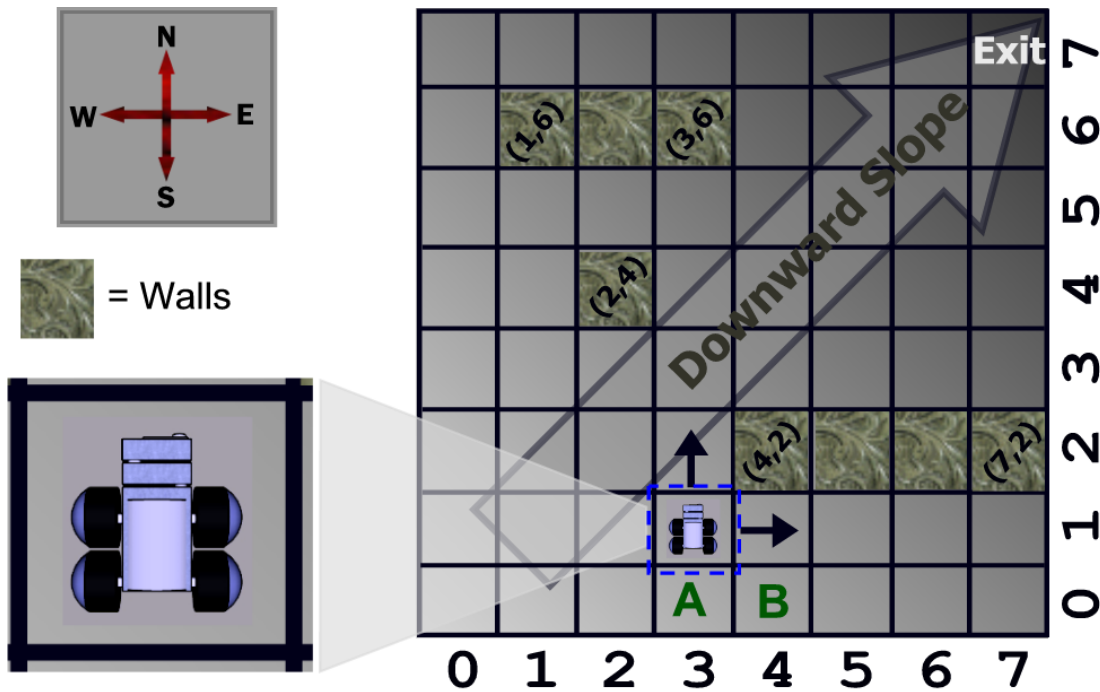 N
W E
S
= Walls
Exit
(1,6) (3,6)
Downward Slope
(2,4)
(4,2) (7,2)
A B
7
6
5
4
3
2
1
0
0 1 2 3 4 5 6 7